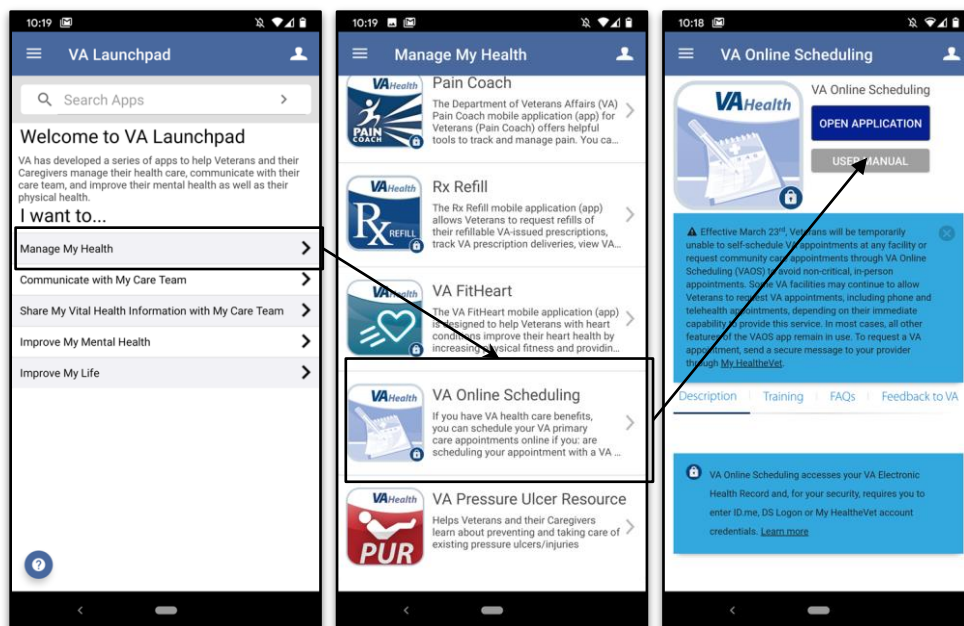 10:19
VA Launchpad
Search Apps
Welcome to VA Launchpad
VA has developed a series of apps to help Veterans and their
Caregivers manage their health care, communicate with their
care team, and improve their mental health as well as their
physical health.
I want to...
Manage My Health
Communicate with My Care Team
Share My Vital Health Information with My Care Team
Improve My Mental Health
Improve My Life
?
10:19
Manage My Health
VA Health
PAIN
COACH
Pain Coach
The Department of Veterans Affairs (VA)
Pain Coach mobile application (app) for
Veterans (Pain Coach) offers helpful
tools to track and manage pain. You ca...
VA Health
Rx
REFILL
Rx Refill
The Rx Refill mobile application (app)
allows Veterans to request refills of
their refillable VA-issued prescriptions,
track VA prescription deliveries, view VA...
VA Health
VA FitHeart
The VA FitHeart mobile application (app)
is designed to help Veterans with heart
conditions improve their heart health by
increasing physical fitness and providin...
VA Health
VA Online Scheduling
If you have VA health care benefits,
you can schedule your VA primary
care appointments online if you: are
scheduling your appointment with a VA ...
VA Health
PUR
VA Pressure Ulcer Resource
Helps Veterans and their Caregivers
learn about preventing and taking care of
existing pressure ulcers/injuries
10:18
VA Online Scheduling
VA Health
VA Online Scheduling
OPEN APPLICATION
USER MANUAL
Effective March 23rd, Veterans will be temporarily
unable to self-schedule VA appointments at any facility or
request community care appointments through VA Online
Scheduling (VAOS) to avoid non-critical, in-person
appointments. Some VA facilities may continue to allow
Veterans to request VA appointments, including phone and
telehealth appointments, depending on their immediate
capability to provide this service. In most cases, all other
features of the VAOS app remain in use. To request a VA
appointment, send a secure message to your provider
through My HealtheVet.
Description Training FAQs Feedback to VA
VA Online Scheduling accesses your VA Electronic
Health Record and, for your security, requires you to
enter ID.me, DS Logon or My HealtheVet account
credentials. Learn more